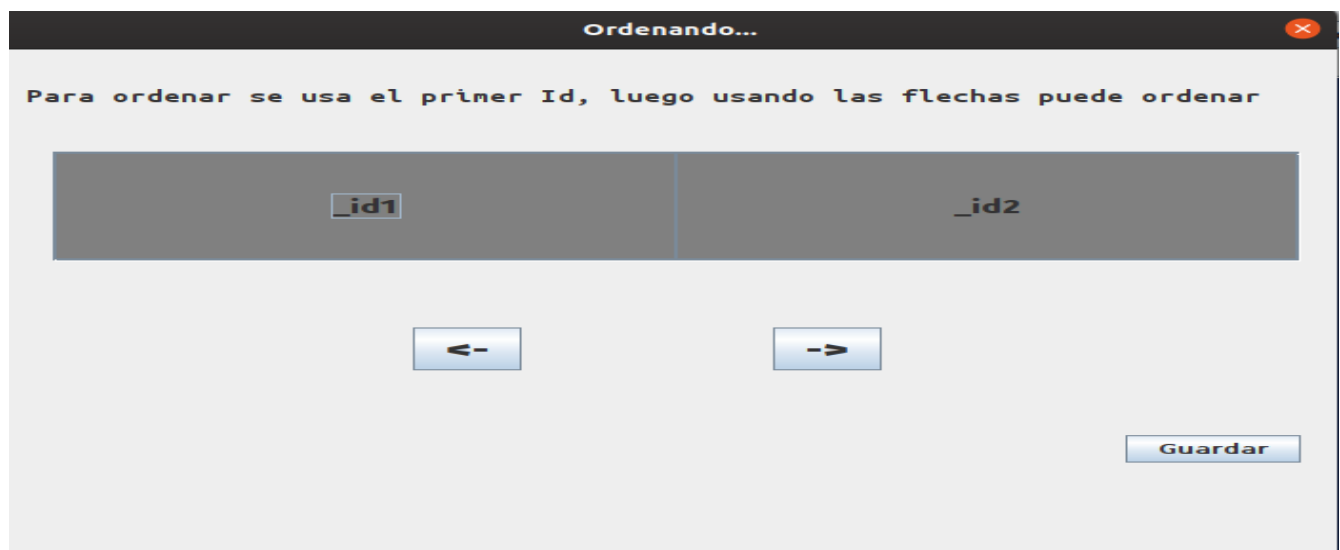 Ordenando...
Para ordenar se usa el primer Id, luego usando las flechas puede ordenar
_id1 _id2
<- ->
Guardar